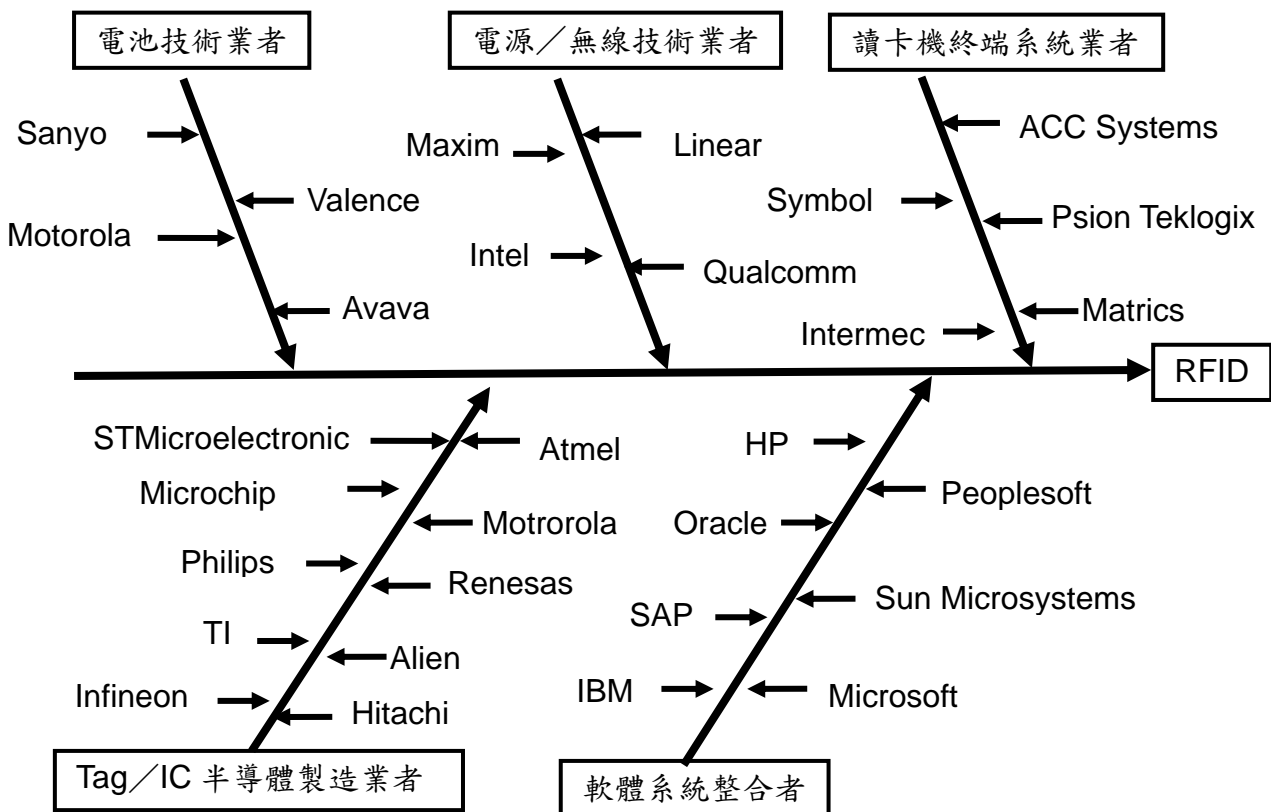 電池技術業者
電源／無線技術業者
讀卡機終端系統業者
Sanyo
Valence
Motorola
Avava
Maxim
Linear
Intel
Qualcomm
ACC Systems
Symbol
Psion Teklogix
Matrics
Intermec
RFID
STMicroelectronic
Atmel
Microchip
Motrorola
Philips
Renesas
TI
Alien
Infineon
Hitachi
Tag／IC 半導體製造業者
HP
Peoplesoft
Oracle
Sun Microsystems
SAP
IBM
Microsoft
軟體系統整合者